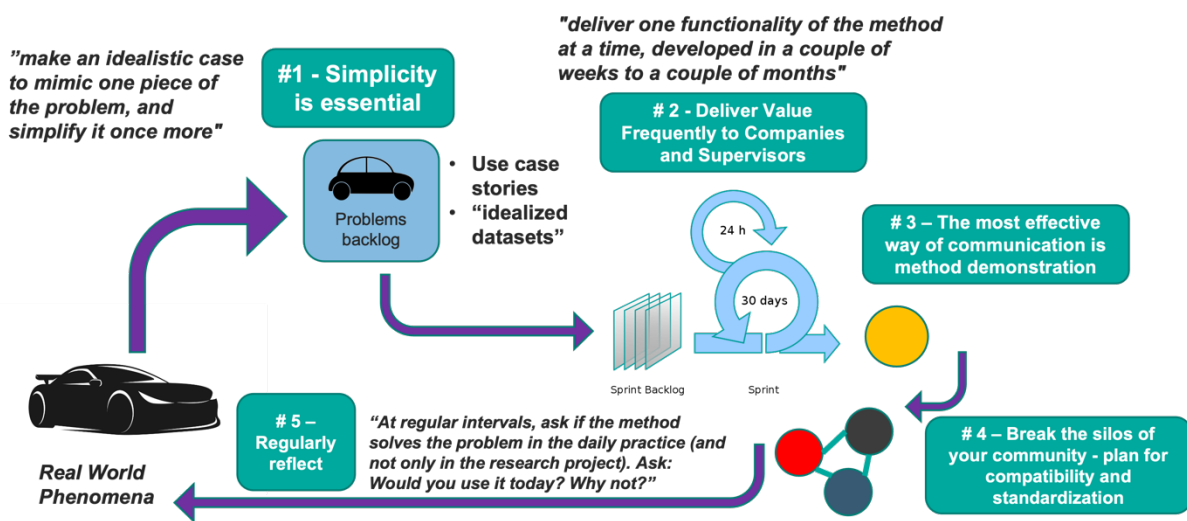 "deliver one functionality of the method
at a time, developed in a couple of
weeks to a couple of months"
”make an idealistic case
to mimic one piece of
the problem, and
simplify it once more"
#1 - Simplicity
is essential
# 2 - Deliver Value
Frequently to Companies
and Supervisors
Problems
backlog
• Use case
stories
• “idealized
datasets”
24 h
30 days
Sprint Backlog
Sprint
# 3 – The most effective
way of communication is
method demonstration
# 4 – Break the silos of
your community - plan for
compatibility and
standardization
# 5 –
Regularly
reflect
“At regular intervals, ask if the method
solves the problem in the daily practice (and
not only in the research project). Ask:
Would you use it today? Why not?”
Real World
Phenomena